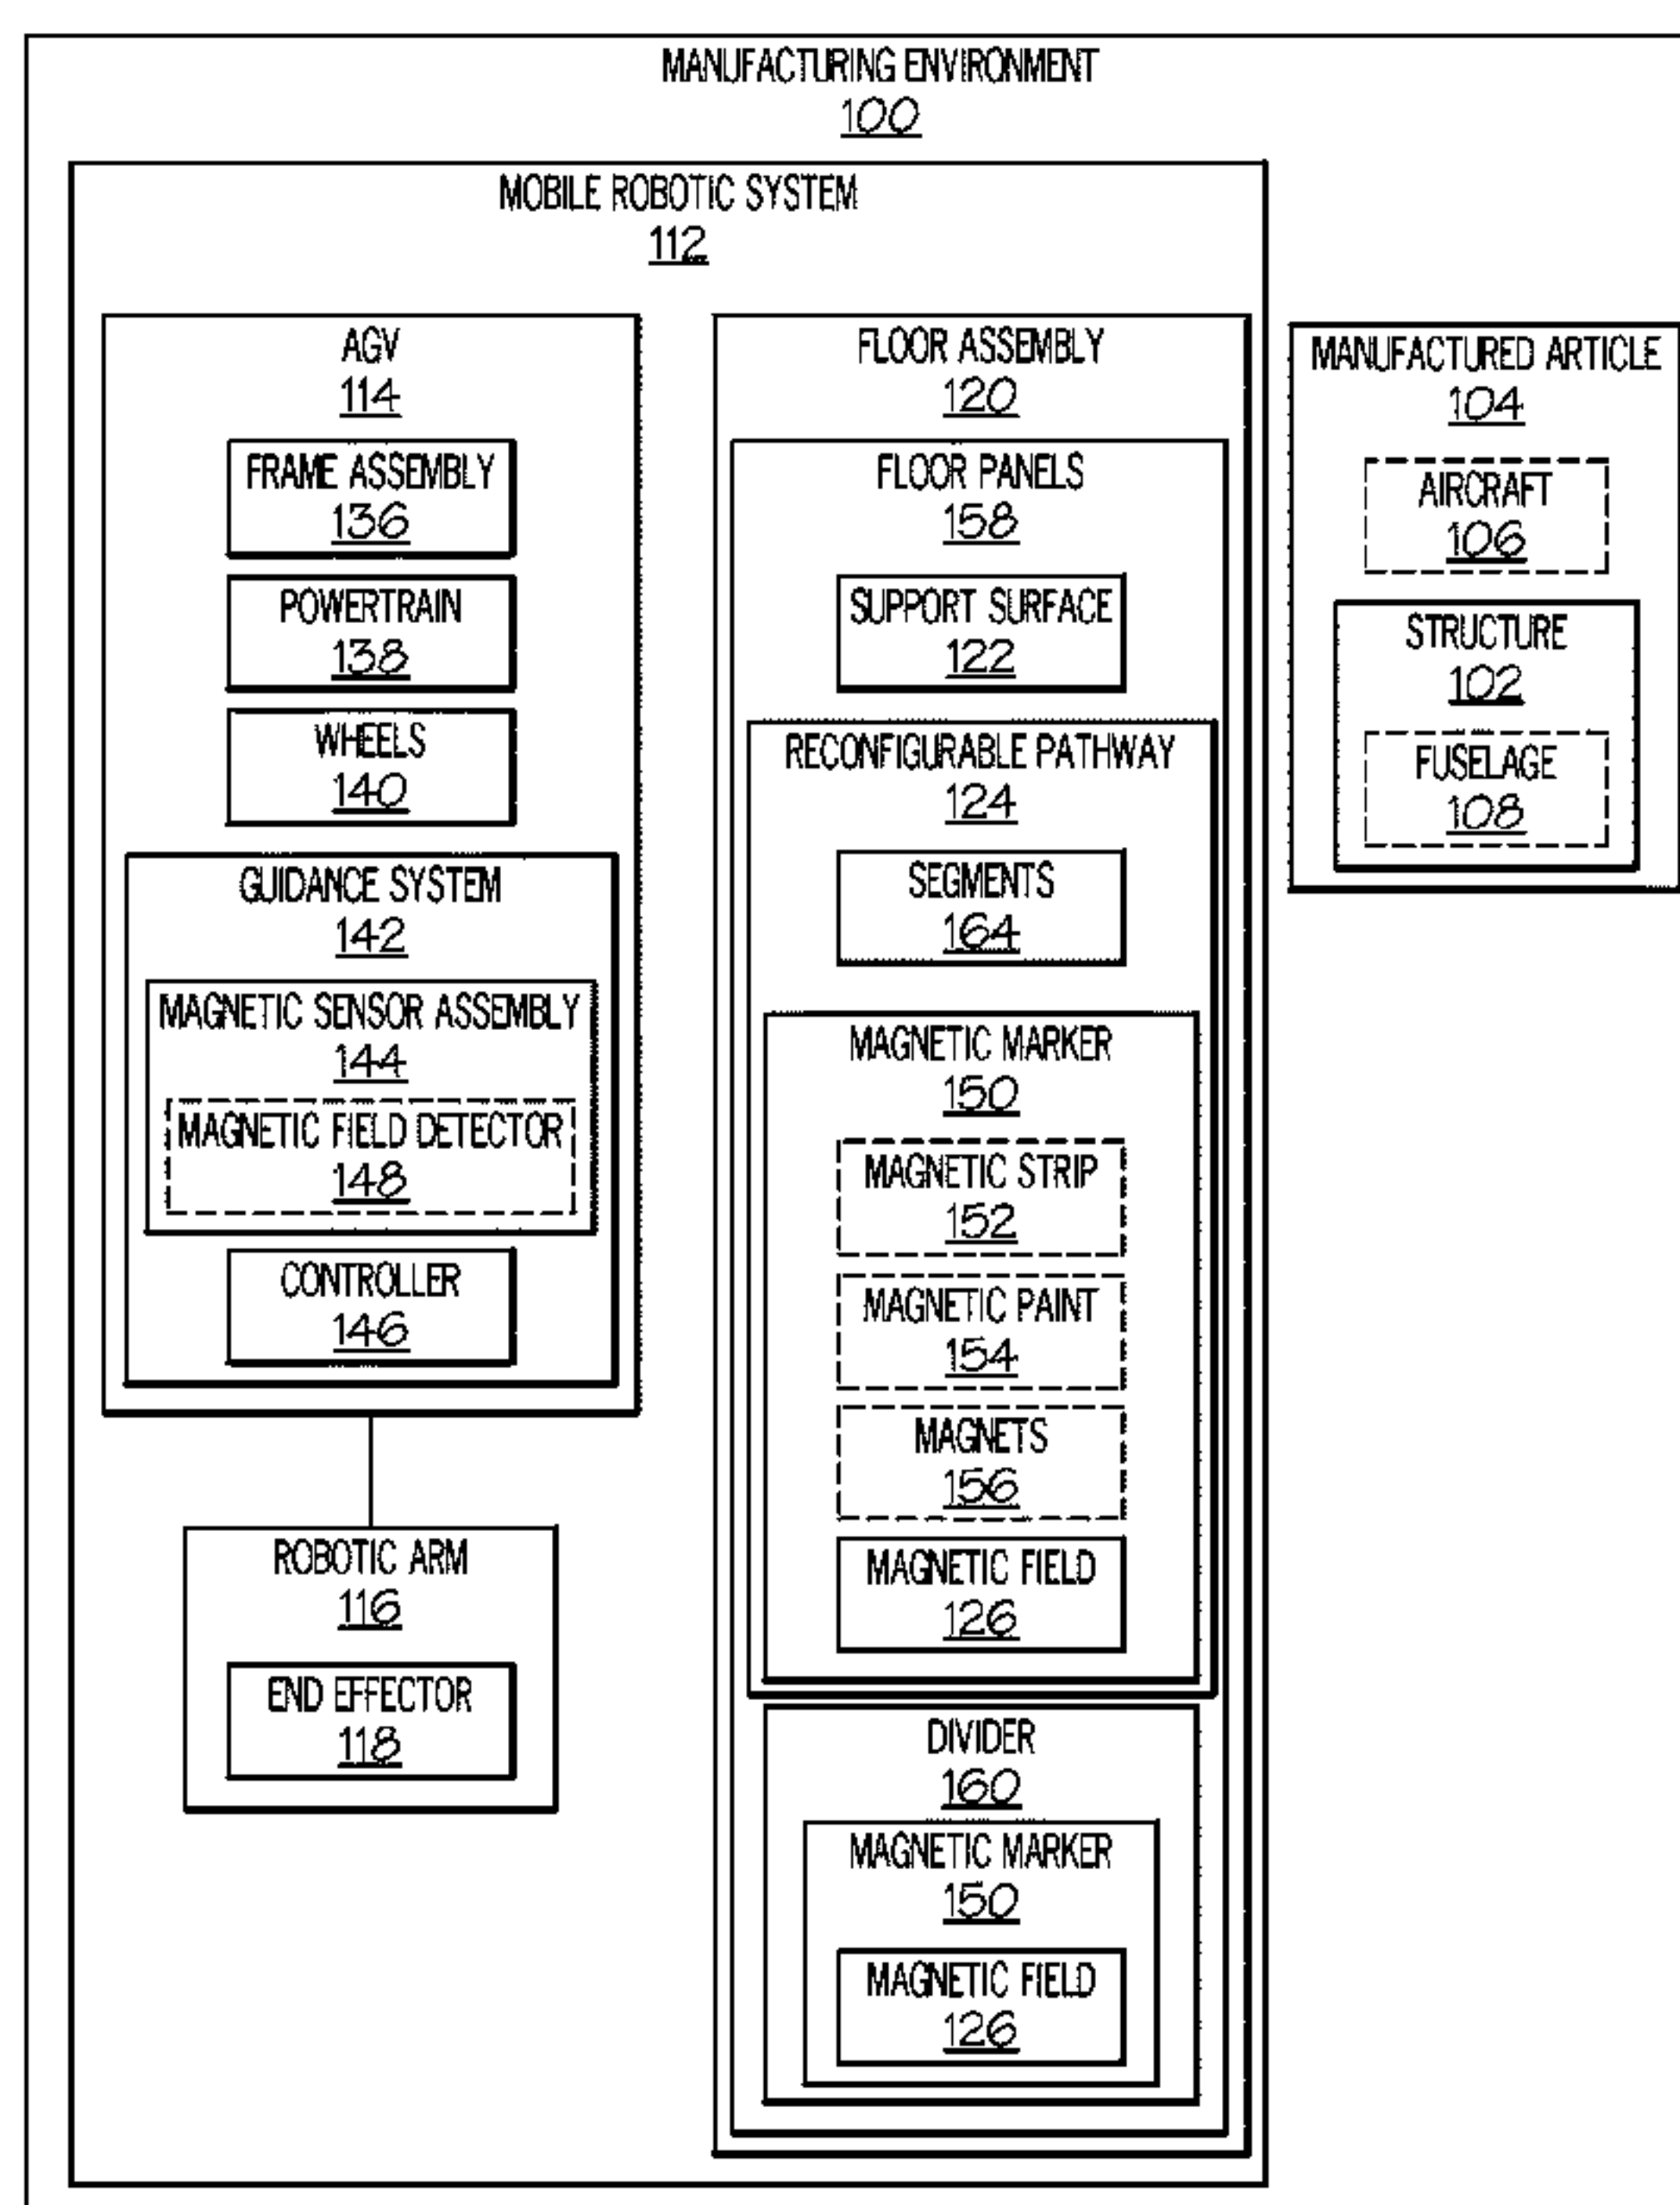 MANUFACTURING ENVIRONMENT
100
MOBILE ROBOTIC SYSTEM
112
AGV
114
FRAME ASSEMBLY
136
POWERTRAIN
138
WHEELS
140
GUIDANCE SYSTEM
142
MAGNETIC SENSOR ASSEMBLY
144
MAGNETIC FIELD DETECTOR
148
CONTROLLER
146
ROBOTIC ARM
116
END EFFECTOR
118
FLOOR ASSEMBLY
120
FLOOR PANELS
158
SUPPORT SURFACE
122
RECONFIGURABLE PATHWAY
124
SEGMENTS
164
MAGNETIC MARKER
150
MAGNETIC STRIP
152
MAGNETIC PAINT
154
MAGNETS
156
MAGNETIC FIELD
126
DIVIDER
160
MAGNETIC MARKER
150
MAGNETIC FIELD
126
MANUFACTURED ARTICLE
104
AIRCRAFT
106
STRUCTURE
102
FUSELAGE
108